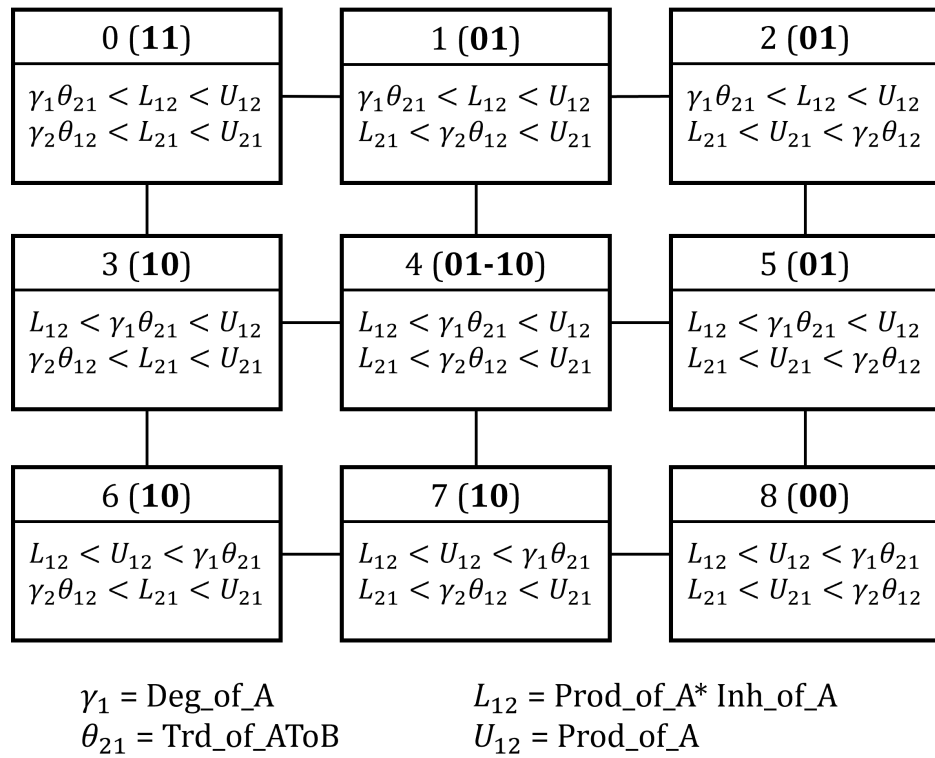 0 (11)
γ₁θ₂₁ < L₁₂ < U₁₂
γ₂θ₁₂ < L₂₁ < U₂₁
1 (01)
γ₁θ₂₁ < L₁₂ < U₁₂
L₂₁ < γ₂θ₁₂ < U₂₁
2 (01)
γ₁θ₂₁ < L₁₂ < U₁₂
L₂₁ < U₂₁ < γ₂θ₁₂
3 (10)
L₁₂ < γ₁θ₂₁ < U₁₂
γ₂θ₁₂ < L₂₁ < U₂₁
4 (01-10)
L₁₂ < γ₁θ₂₁ < U₁₂
L₂₁ < γ₂θ₁₂ < U₂₁
5 (01)
L₁₂ < γ₁θ₂₁ < U₁₂
L₂₁ < U₂₁ < γ₂θ₁₂
6 (10)
L₁₂ < U₁₂ < γ₁θ₂₁
γ₂θ₁₂ < L₂₁ < U₂₁
7 (10)
L₁₂ < U₁₂ < γ₁θ₂₁
L₂₁ < γ₂θ₁₂ < U₂₁
8 (00)
L₁₂ < U₁₂ < γ₁θ₂₁
L₂₁ < U₂₁ < γ₂θ₁₂
γ₁ = Deg_of_A
θ₂₁ = Trd_of_AToB
L₁₂ = Prod_of_A* Inh_of_A
U₁₂ = Prod_of_A